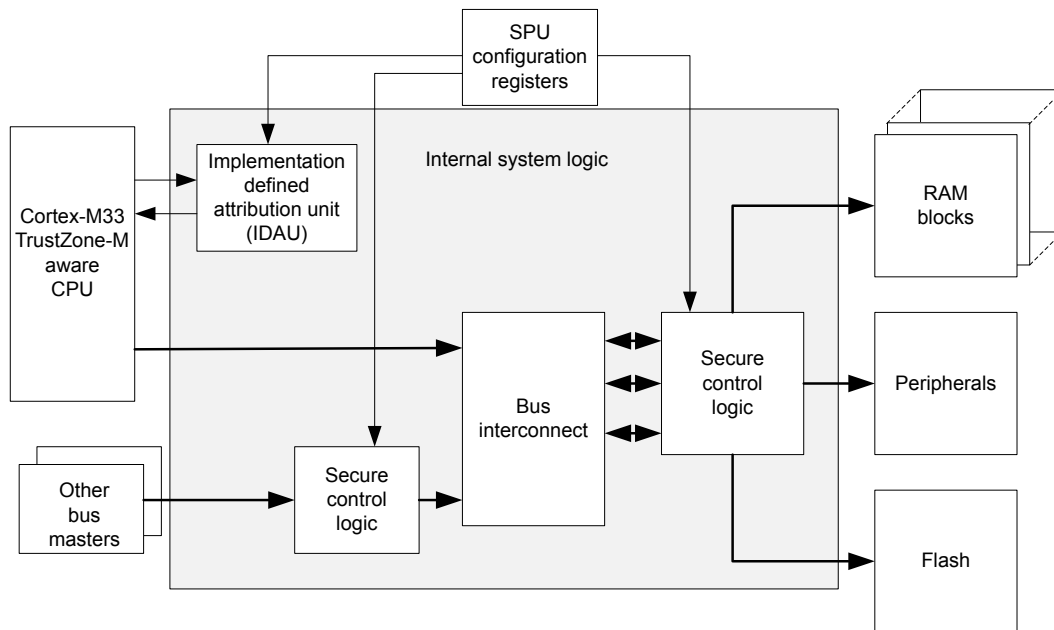 SPU
configuration
registers
Internal system logic
Implementation
defined
attribution unit
(IDAU)
Cortex-M33
TrustZone-M
aware
CPU
RAM
blocks
Bus
interconnect
Secure
control
logic
Peripherals
Other
bus
masters
Secure
control
logic
Flash